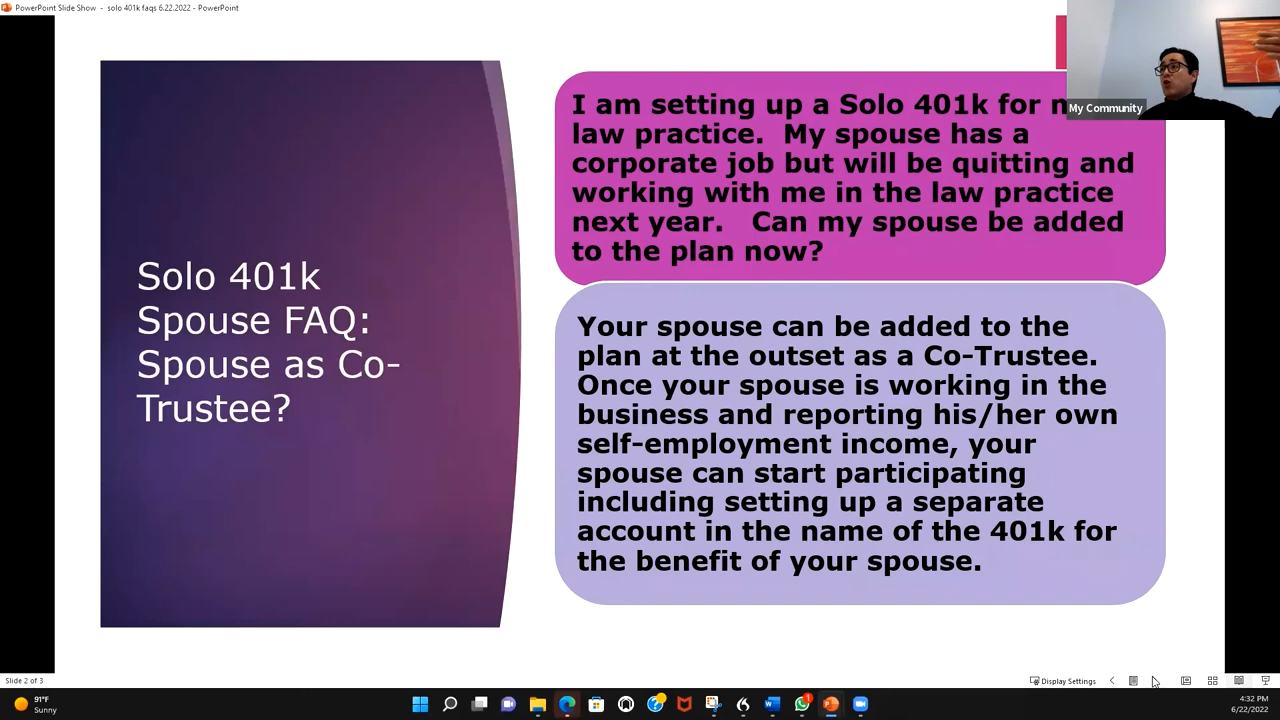 PowerPoint Slide Show - solo 401k faqs 6.22.2022 - PowerPoint
My Community
Solo 401k
Spouse FAQ:
Spouse as Co-
Trustee?
I am setting up a Solo 401k for
law practice. My spouse has a
corporate job but will be quitting and
working with me in the law practice
next year. Can my spouse be added
to the plan now?
Your spouse can be added to the
plan at the outset as a Co-Trustee.
Once your spouse is working in the
business and reporting his/her own
self-employment income, your
spouse can start participating
including setting up a separate
account in the name of the 401k for
the benefit of your spouse.
Slide 2 of 3
Display Settings
91°F
Sunny
1
4:32 PM
6/22/2022